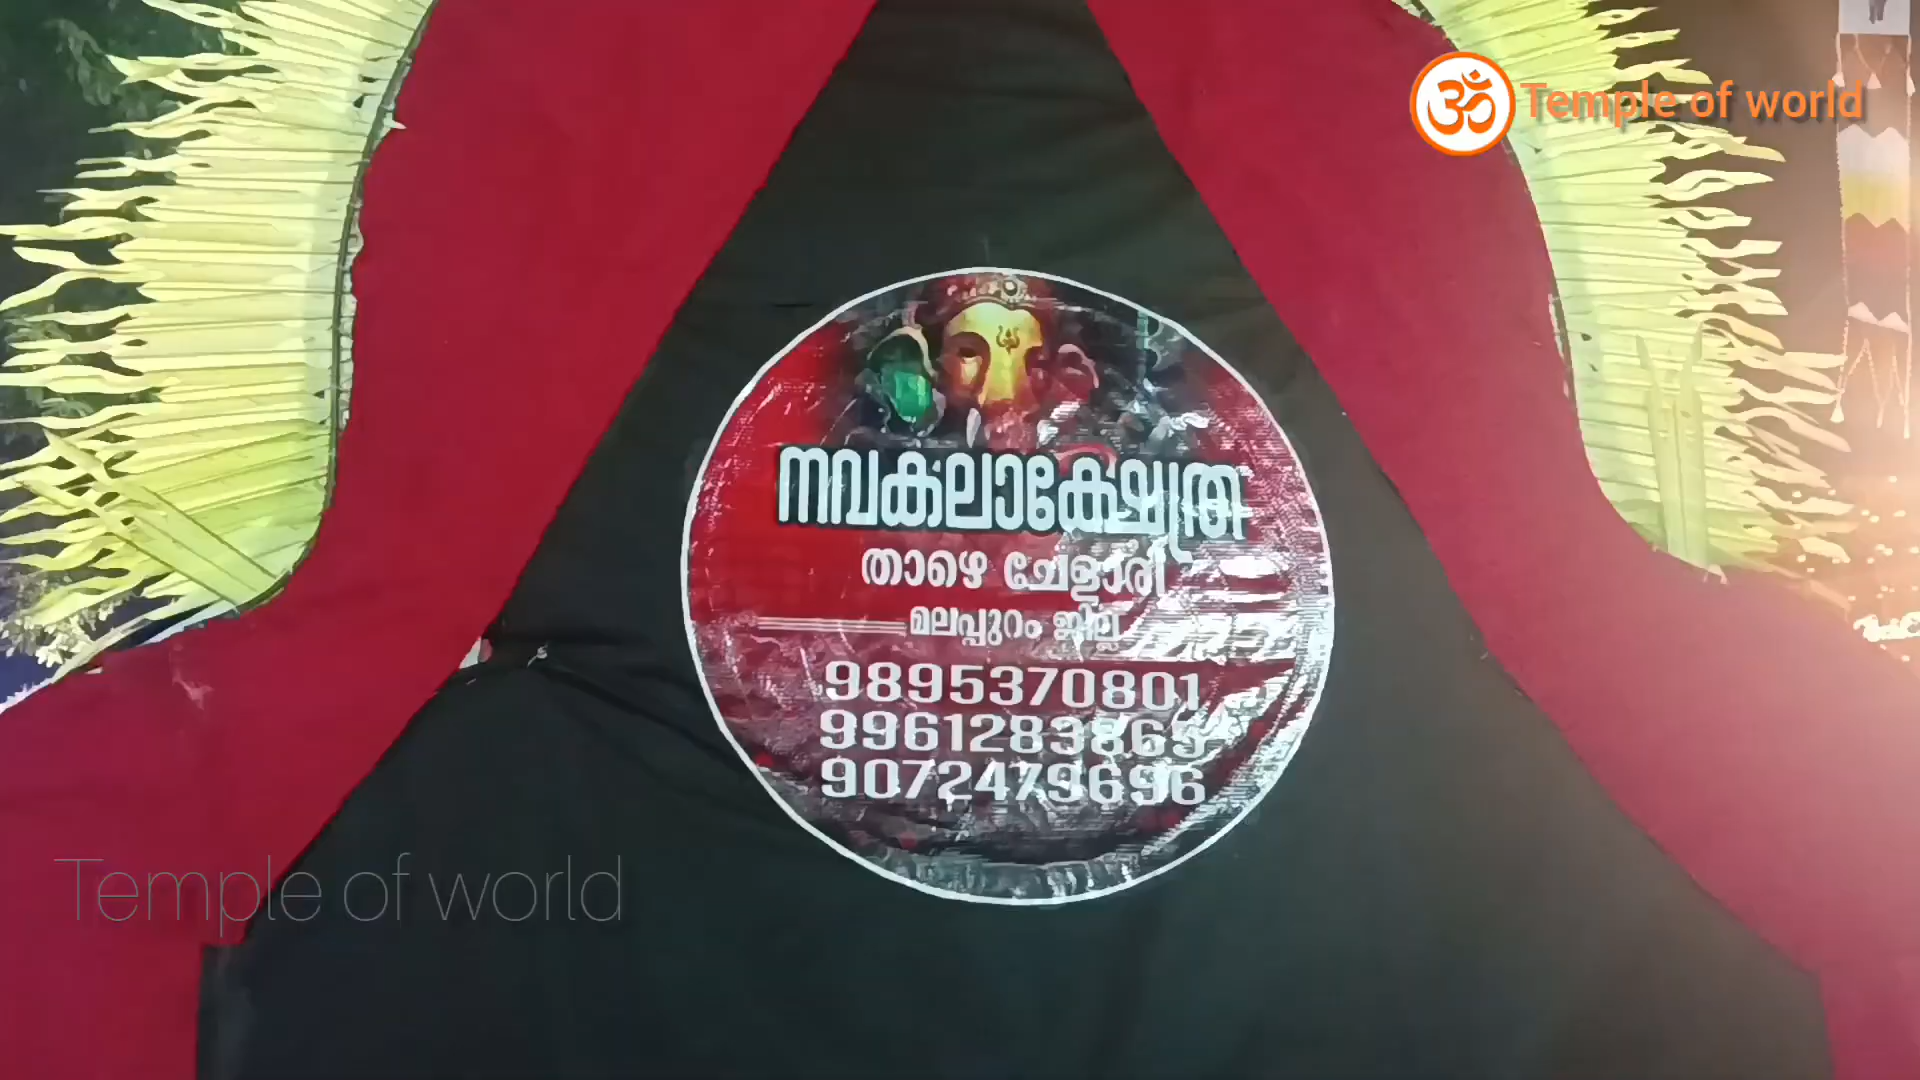 ॐ Temple of world
നവകലാക്ഷേത്ര
താഴെ ചേളാരി
മലപ്പുറം ജില്ല
9895370801
9961283865
9072479696
Temple of world